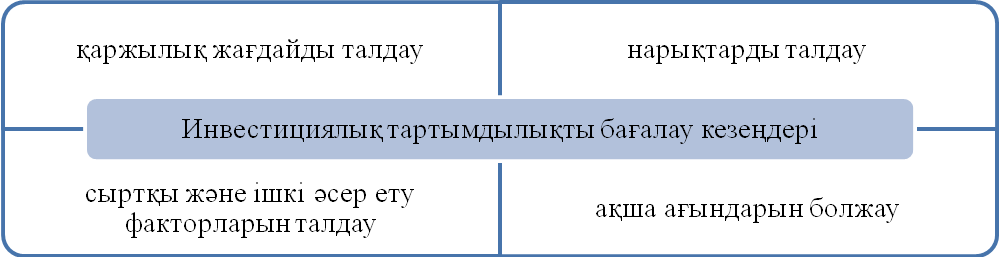 қаржылық жағдайды талдау
нарықтарды талдау
Инвестициялық тартымдылықты бағалау кезеңдері
сыртқы және ішкі әсер ету
факторларын талдау
ақша ағындарын болжау